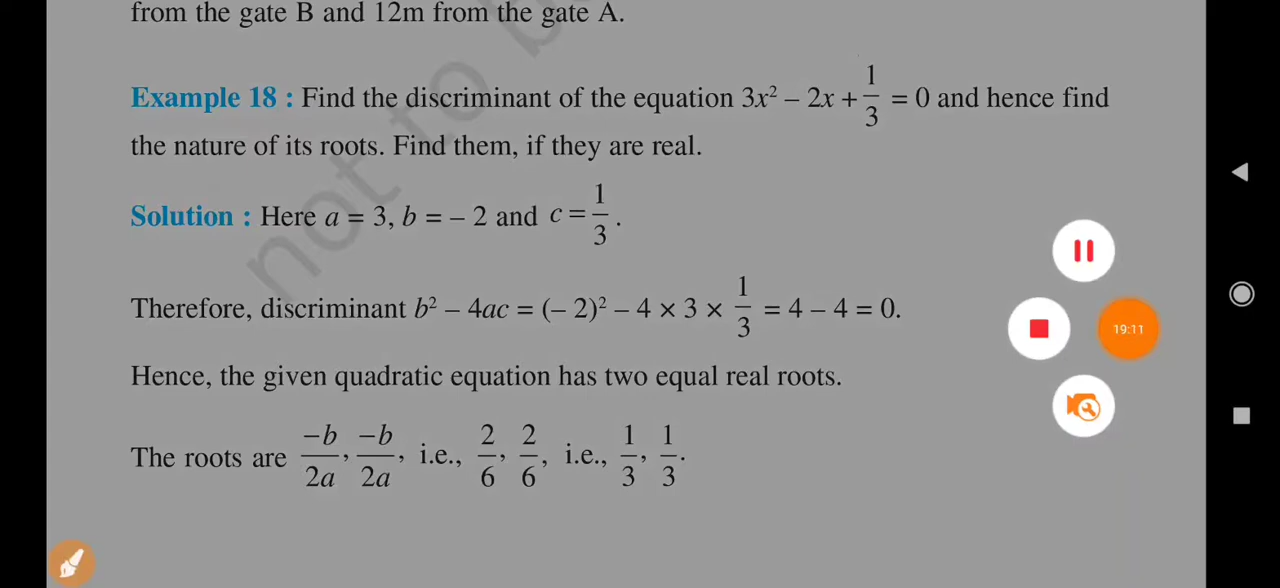 from the gate B and 12m from the gate A.
Example 18 : Find the discriminant of the equation 3x² – 2x + 1/3 = 0 and hence find
the nature of its roots. Find them, if they are real.
Solution : Here a = 3, b = – 2 and c = 1/3 .
Therefore, discriminant b² – 4ac = (– 2)² – 4 × 3 × 1/3 = 4 – 4 = 0.
Hence, the given quadratic equation has two equal real roots.
The roots are –b/2a, –b/2a, i.e., 2/6, 2/6, i.e., 1/3, 1/3.
not to b
19:11